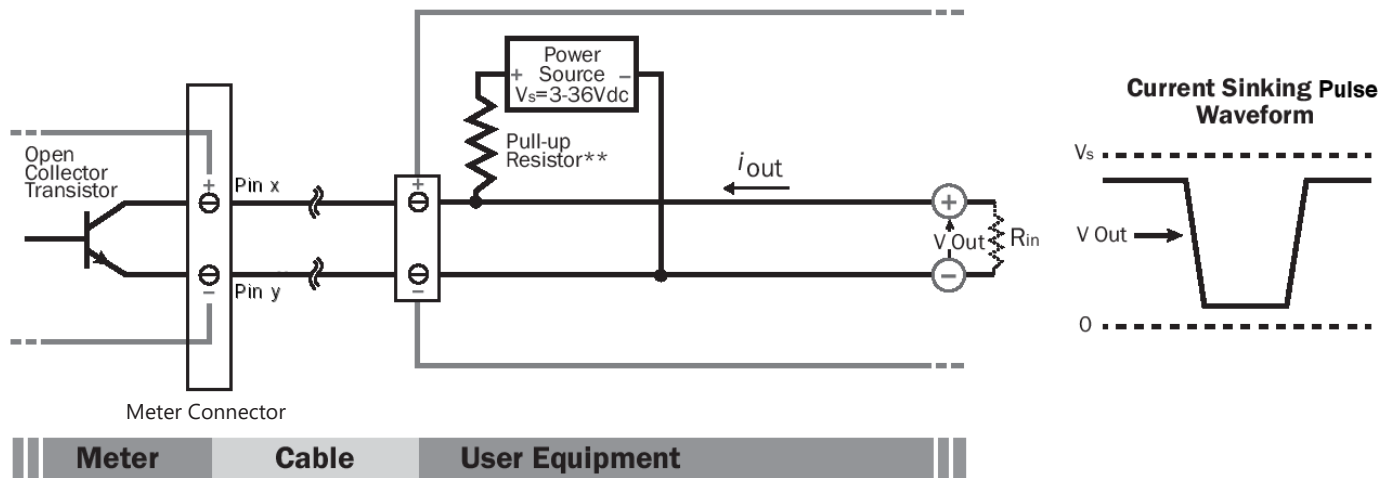 Power
+ Source −
Vs=3-36Vdc
Current Sinking Pulse
Waveform
Pull-up
Resistor**
Open
Collector
Transistor
+
Pin x
+
i out
Vs
+
V Out
Rin
V Out
−
Pin y
−
−
0
Meter Connector
Meter
Cable
User Equipment